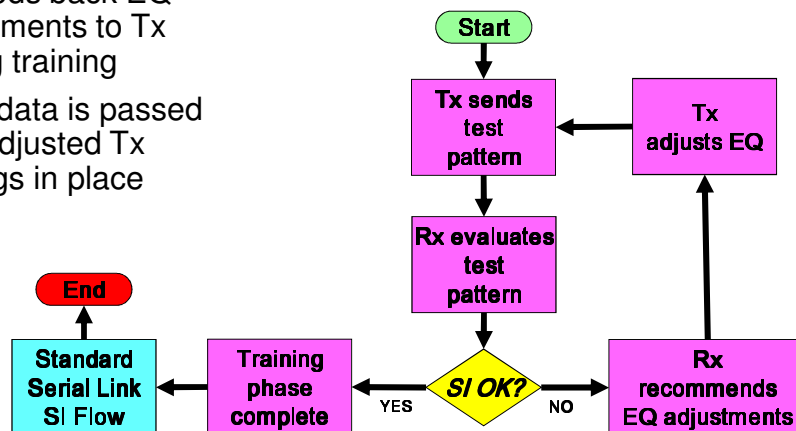 back EQ
ments to Tx
training
data is passed
djusted Tx
gs in place
Start
Tx sends
test
pattern
Tx
adjusts EQ
Rx evaluates
test
pattern
End
Standard
Serial Link
SI Flow
Training
phase
complete
YES
SI OK?
NO
Rx
recommends
EQ adjustments